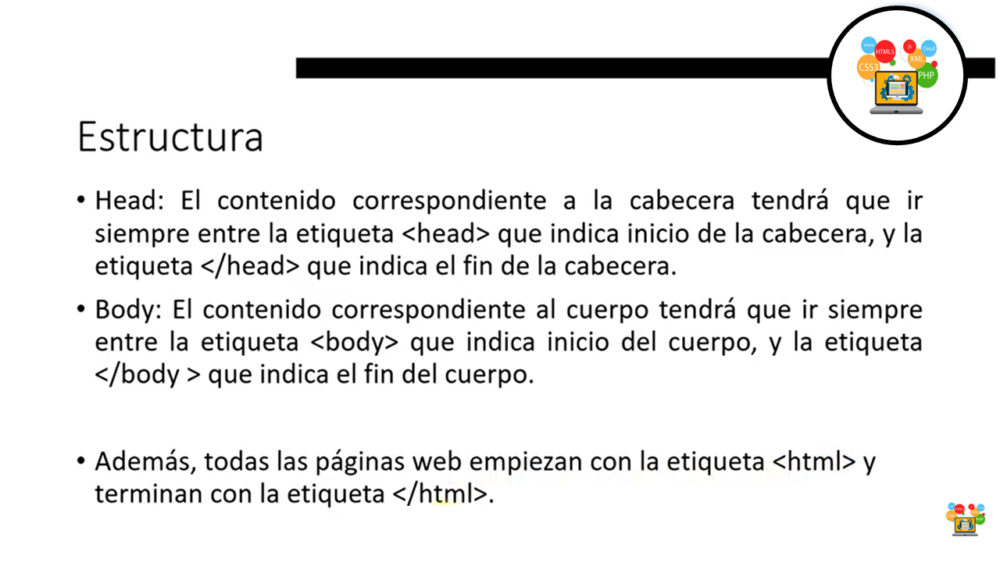 www
HTML5
CSS3
js
Cloud
XML
PHP
Estructura
• Head: El contenido correspondiente a la cabecera tendrá que ir
siempre entre la etiqueta <head> que indica inicio de la cabecera, y la
etiqueta </head> que indica el fin de la cabecera.
• Body: El contenido correspondiente al cuerpo tendrá que ir siempre
entre la etiqueta <body> que indica inicio del cuerpo, y la etiqueta
</body > que indica el fin del cuerpo.
• Además, todas las páginas web empiezan con la etiqueta <html> y
terminan con la etiqueta </html>.